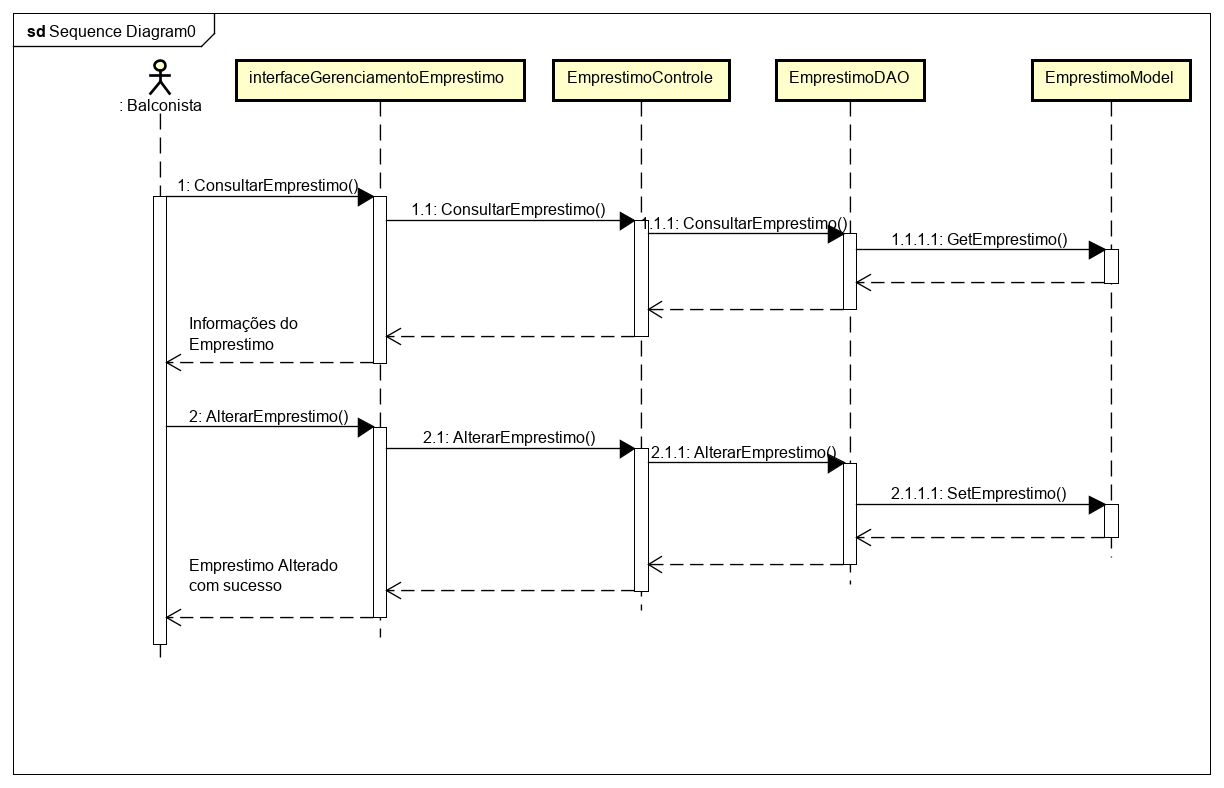 sd Sequence Diagram0
: Balconista
interfaceGerenciamentoEmprestimo
EmprestimoControle
EmprestimoDAO
EmprestimoModel
1: ConsultarEmprestimo()
1.1: ConsultarEmprestimo()
1.1.1: ConsultarEmprestimo()
1.1.1.1: GetEmprestimo()
Informações do
Emprestimo
2: AlterarEmprestimo()
2.1: AlterarEmprestimo()
2.1.1: AlterarEmprestimo()
2.1.1.1: SetEmprestimo()
Emprestimo Alterado
com sucesso